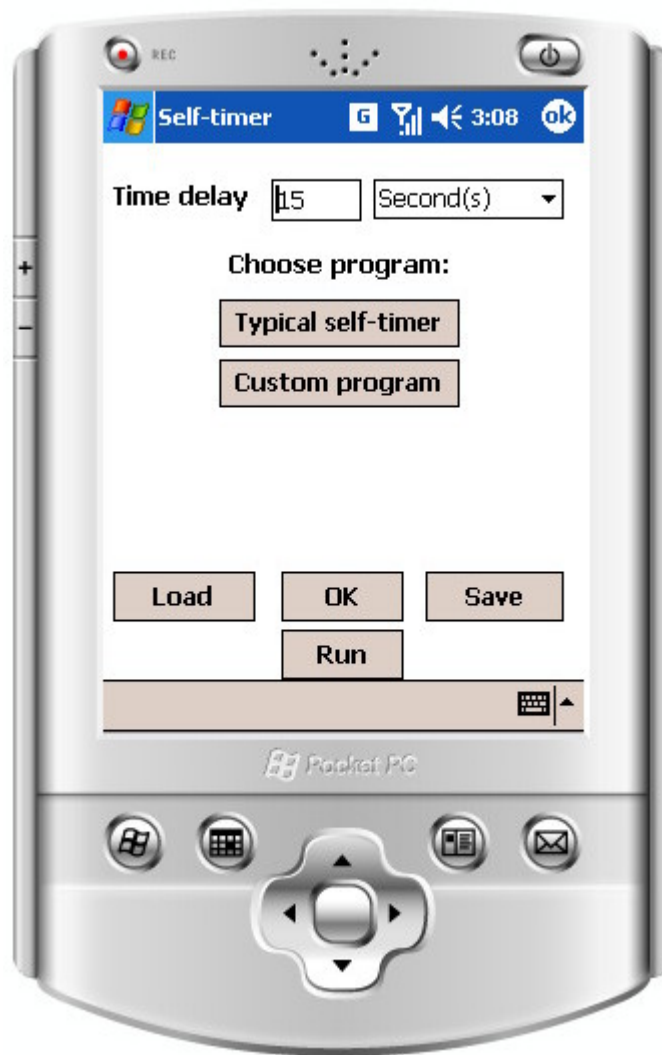 REC
Self-timer G 3:08 ok
Time delay 15 Second(s)
Choose program:
Typical self-timer
Custom program
Load OK Save
Run
Pocket PC
+
-